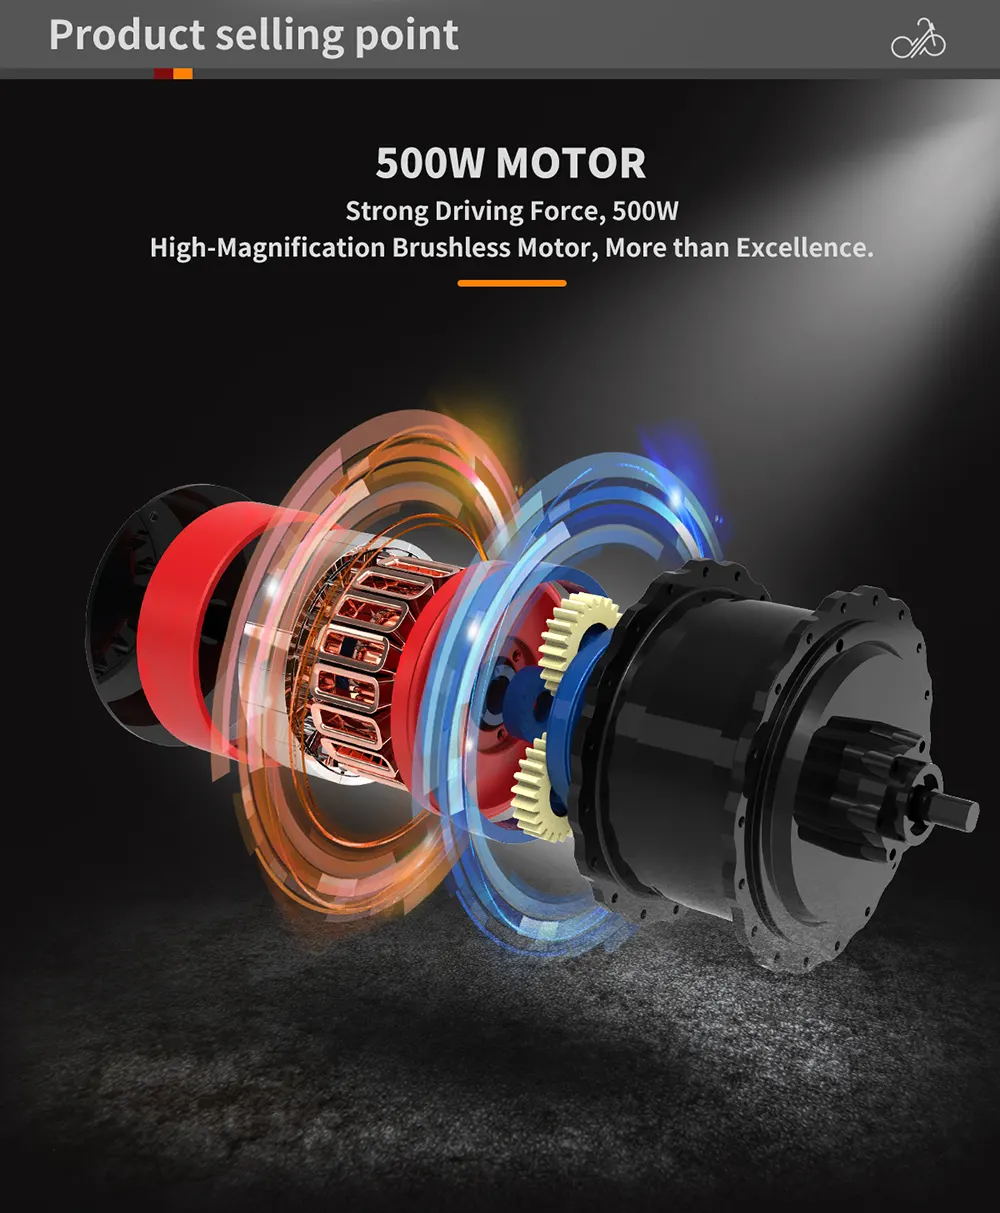 Product selling point
500W MOTOR
Strong Driving Force, 500W
High-Magnification Brushless Motor, More than Excellence.